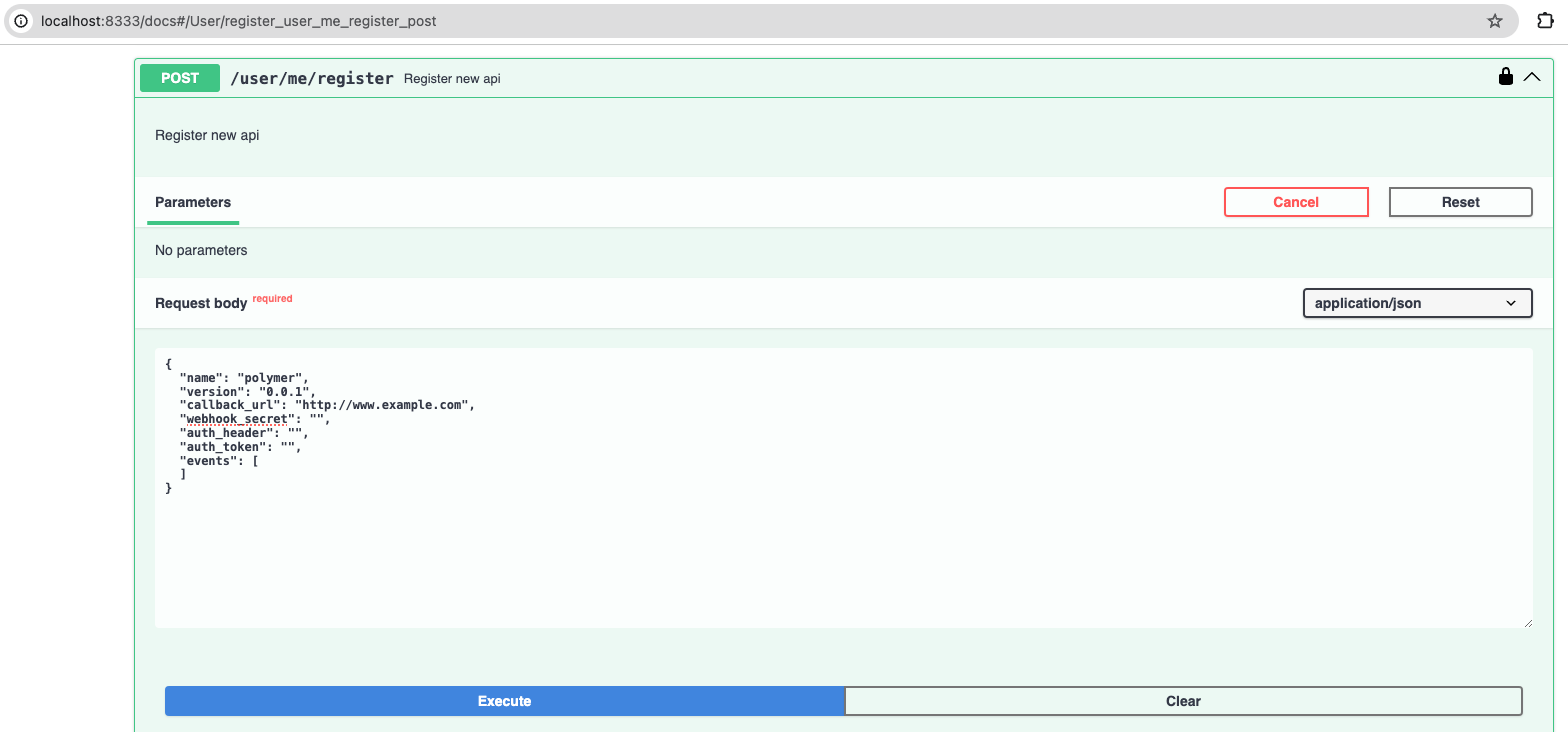 localhost:8333/docs#/User/register_user_me_register_post
POST /user/me/register Register new api
Register new api
Parameters Cancel Reset
No parameters
Request body required application/json
{
"name": "polymer",
"version": "0.0.1",
"callback_url": "http://www.example.com",
"webhook_secret": "",
"auth_header": "",
"auth_token": "",
"events": [
]
}
Execute Clear